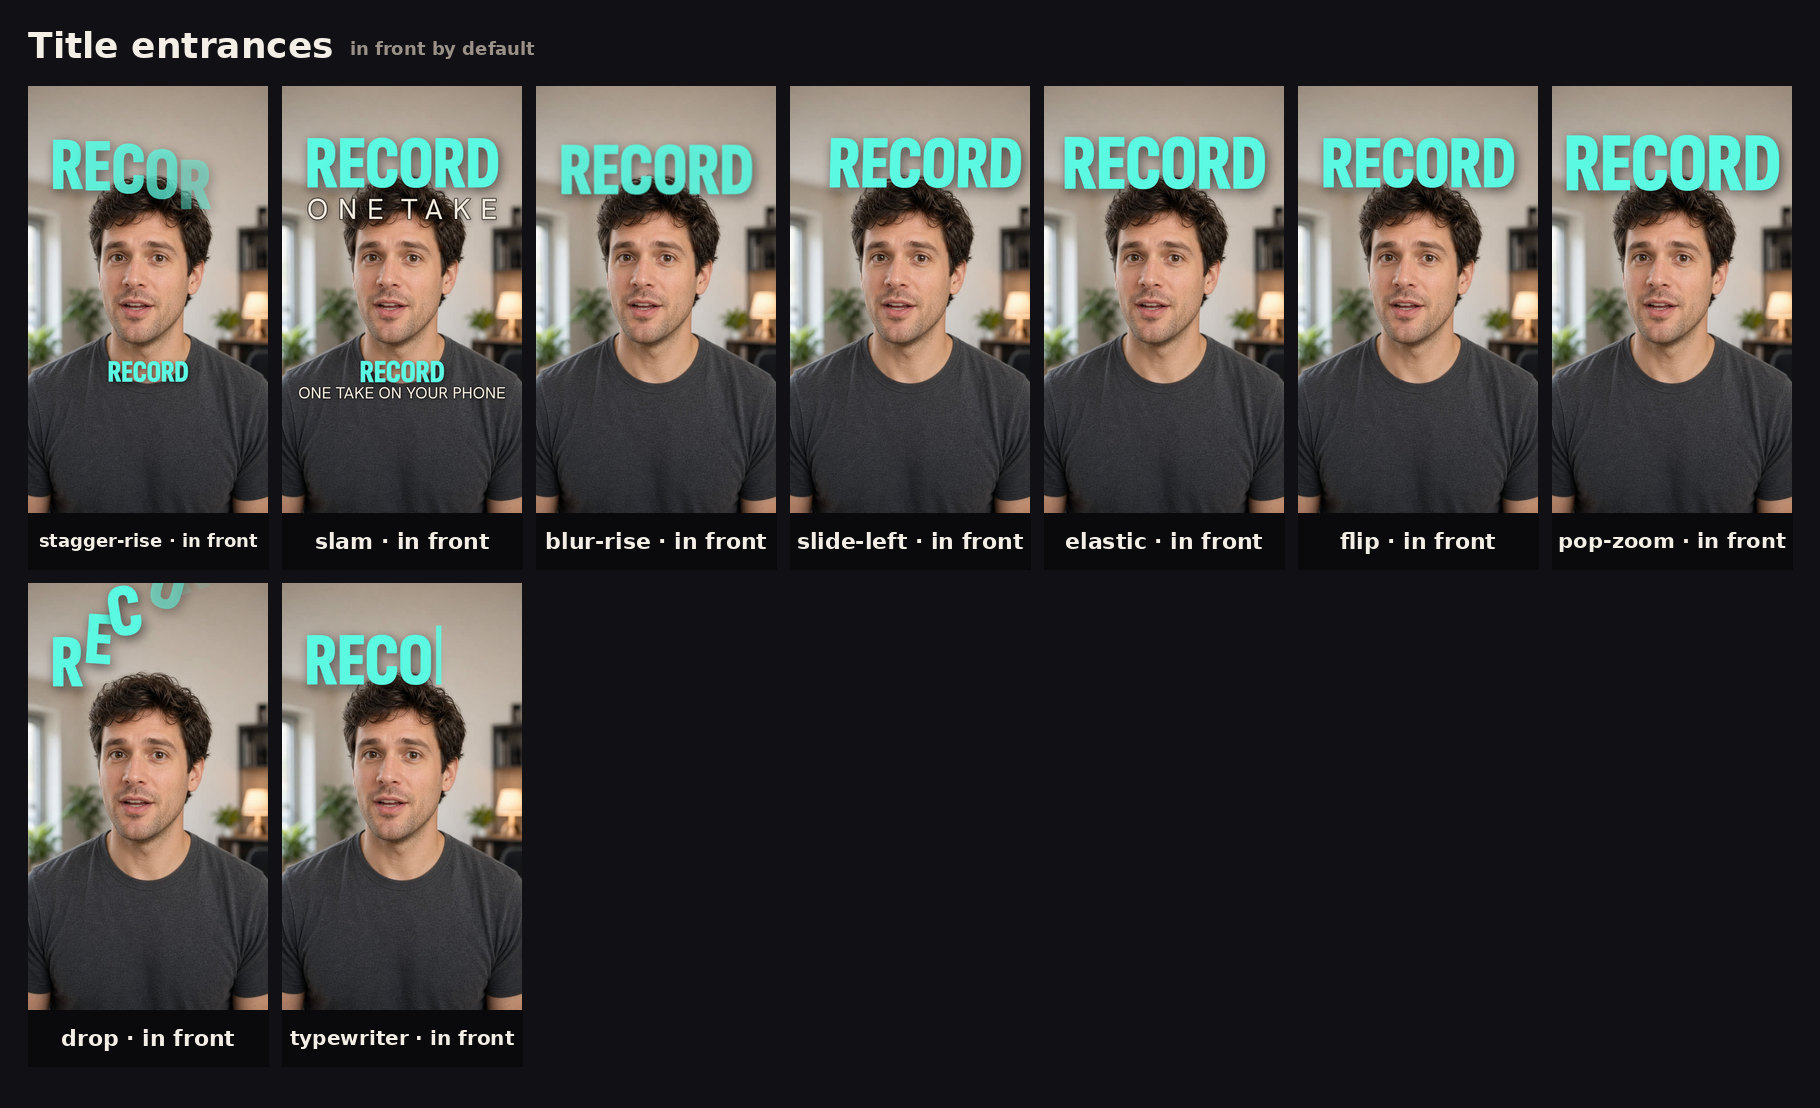 Title entrances in front by default
RECOR
RECORD
stagger-rise · in front
RECORD
ONE TAKE
RECORD
ONE TAKE ON YOUR PHONE
slam · in front
RECORD
blur-rise · in front
RECORD
slide-left · in front
RECORD
elastic · in front
RECORD
flip · in front
RECORD
pop-zoom · in front
RECO
drop · in front
RECO
typewriter · in front